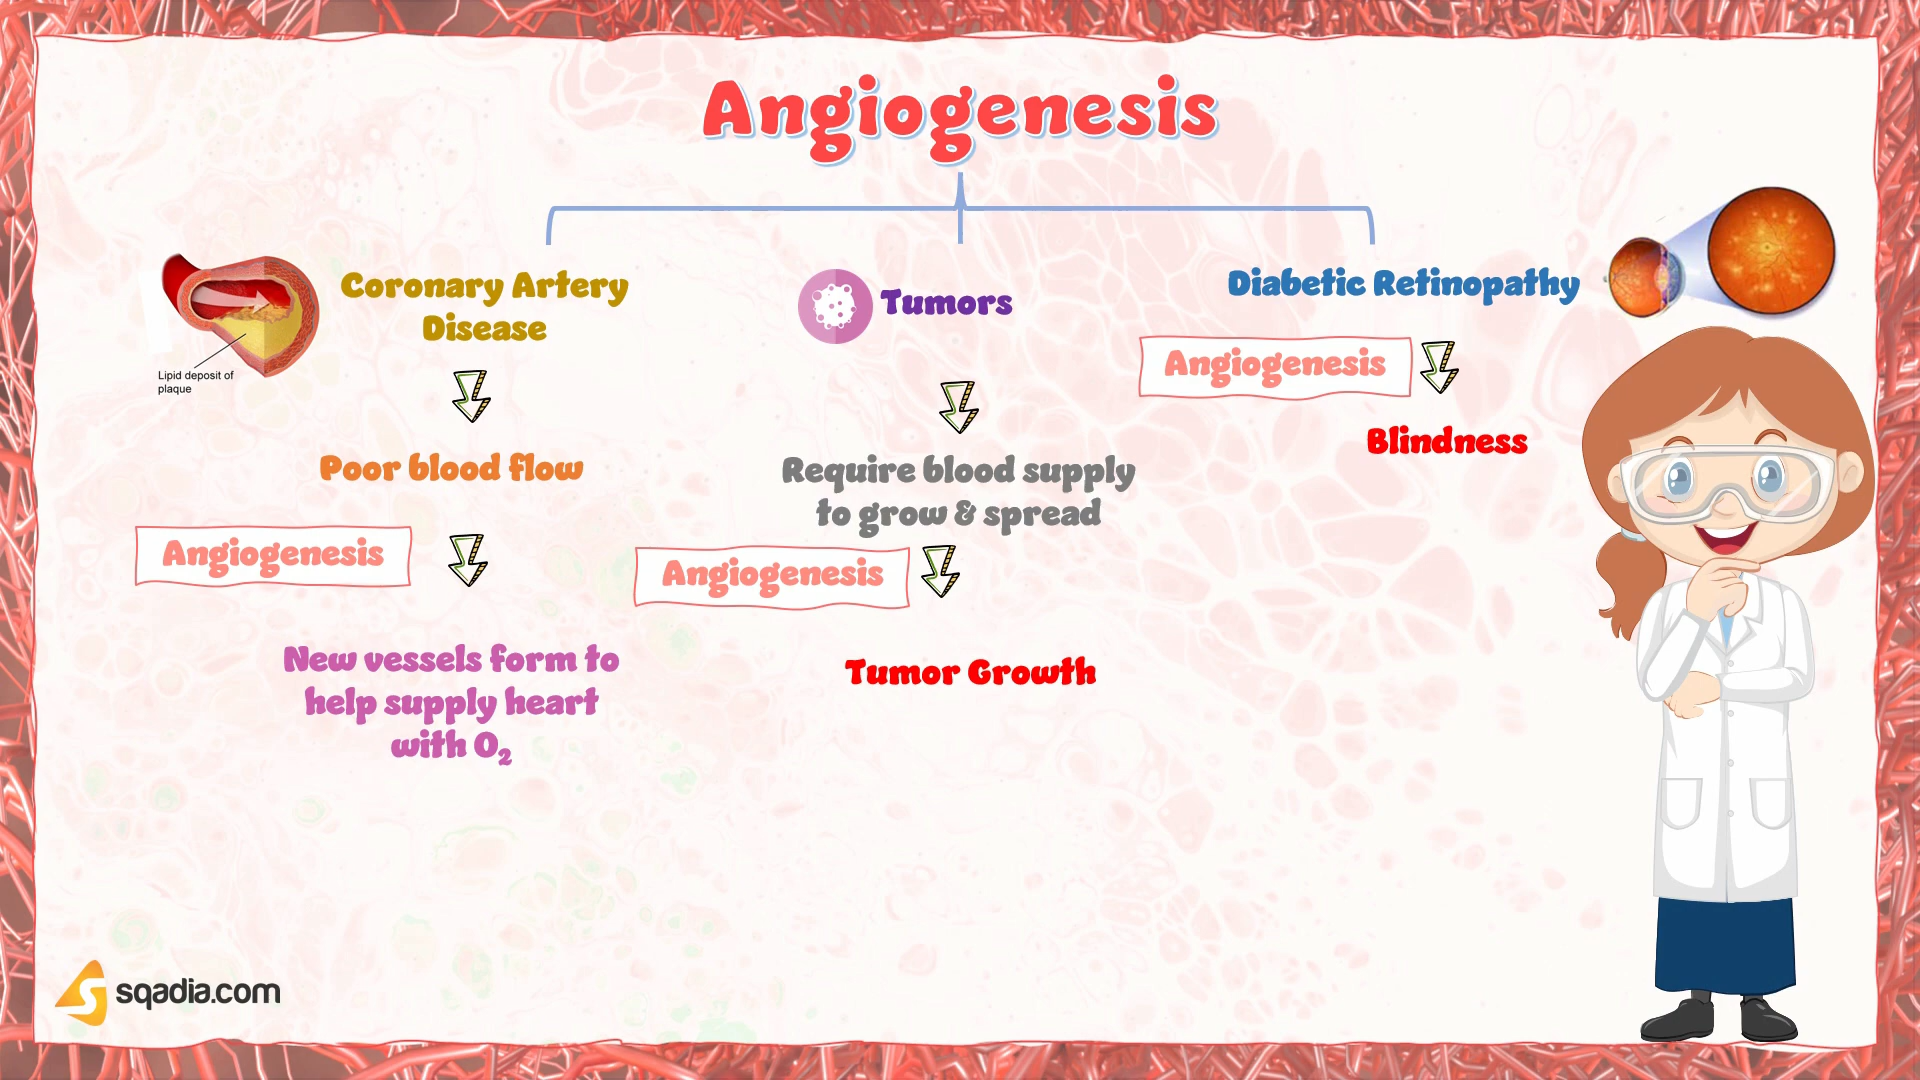 Angiogenesis
Coronary Artery
Disease
Lipid deposit of
plaque
Poor blood flow
Angiogenesis
New vessels form to
help supply heart
with O₂
Tumors
Require blood supply
to grow & spread
Angiogenesis
Tumor Growth
Diabetic Retinopathy
Angiogenesis
Blindness
sqadia.com